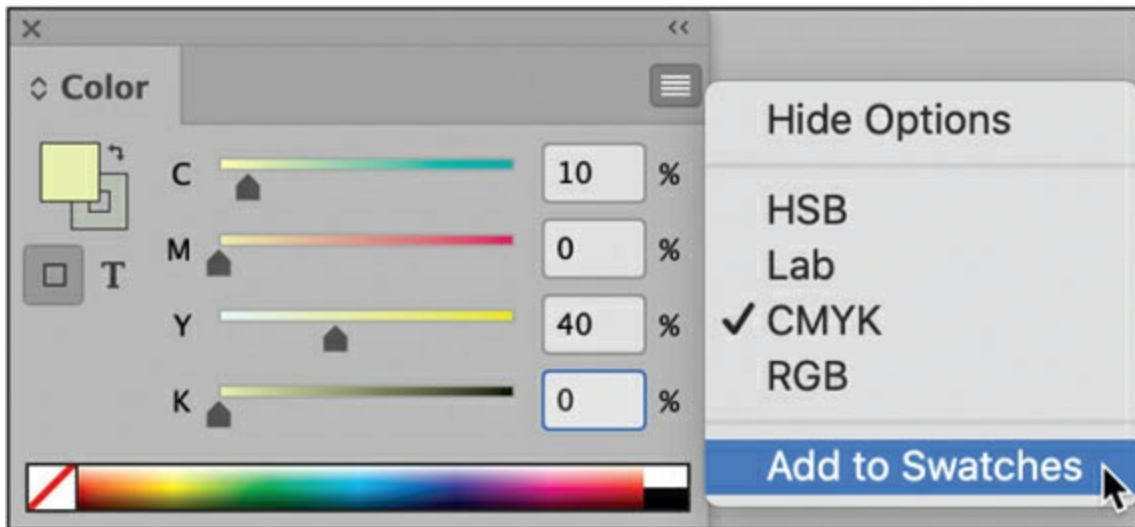 Color
C 10 %
M 0 %
Y 40 %
K 0 %
T
Hide Options
HSB
Lab
CMYK
RGB
Add to Swatches